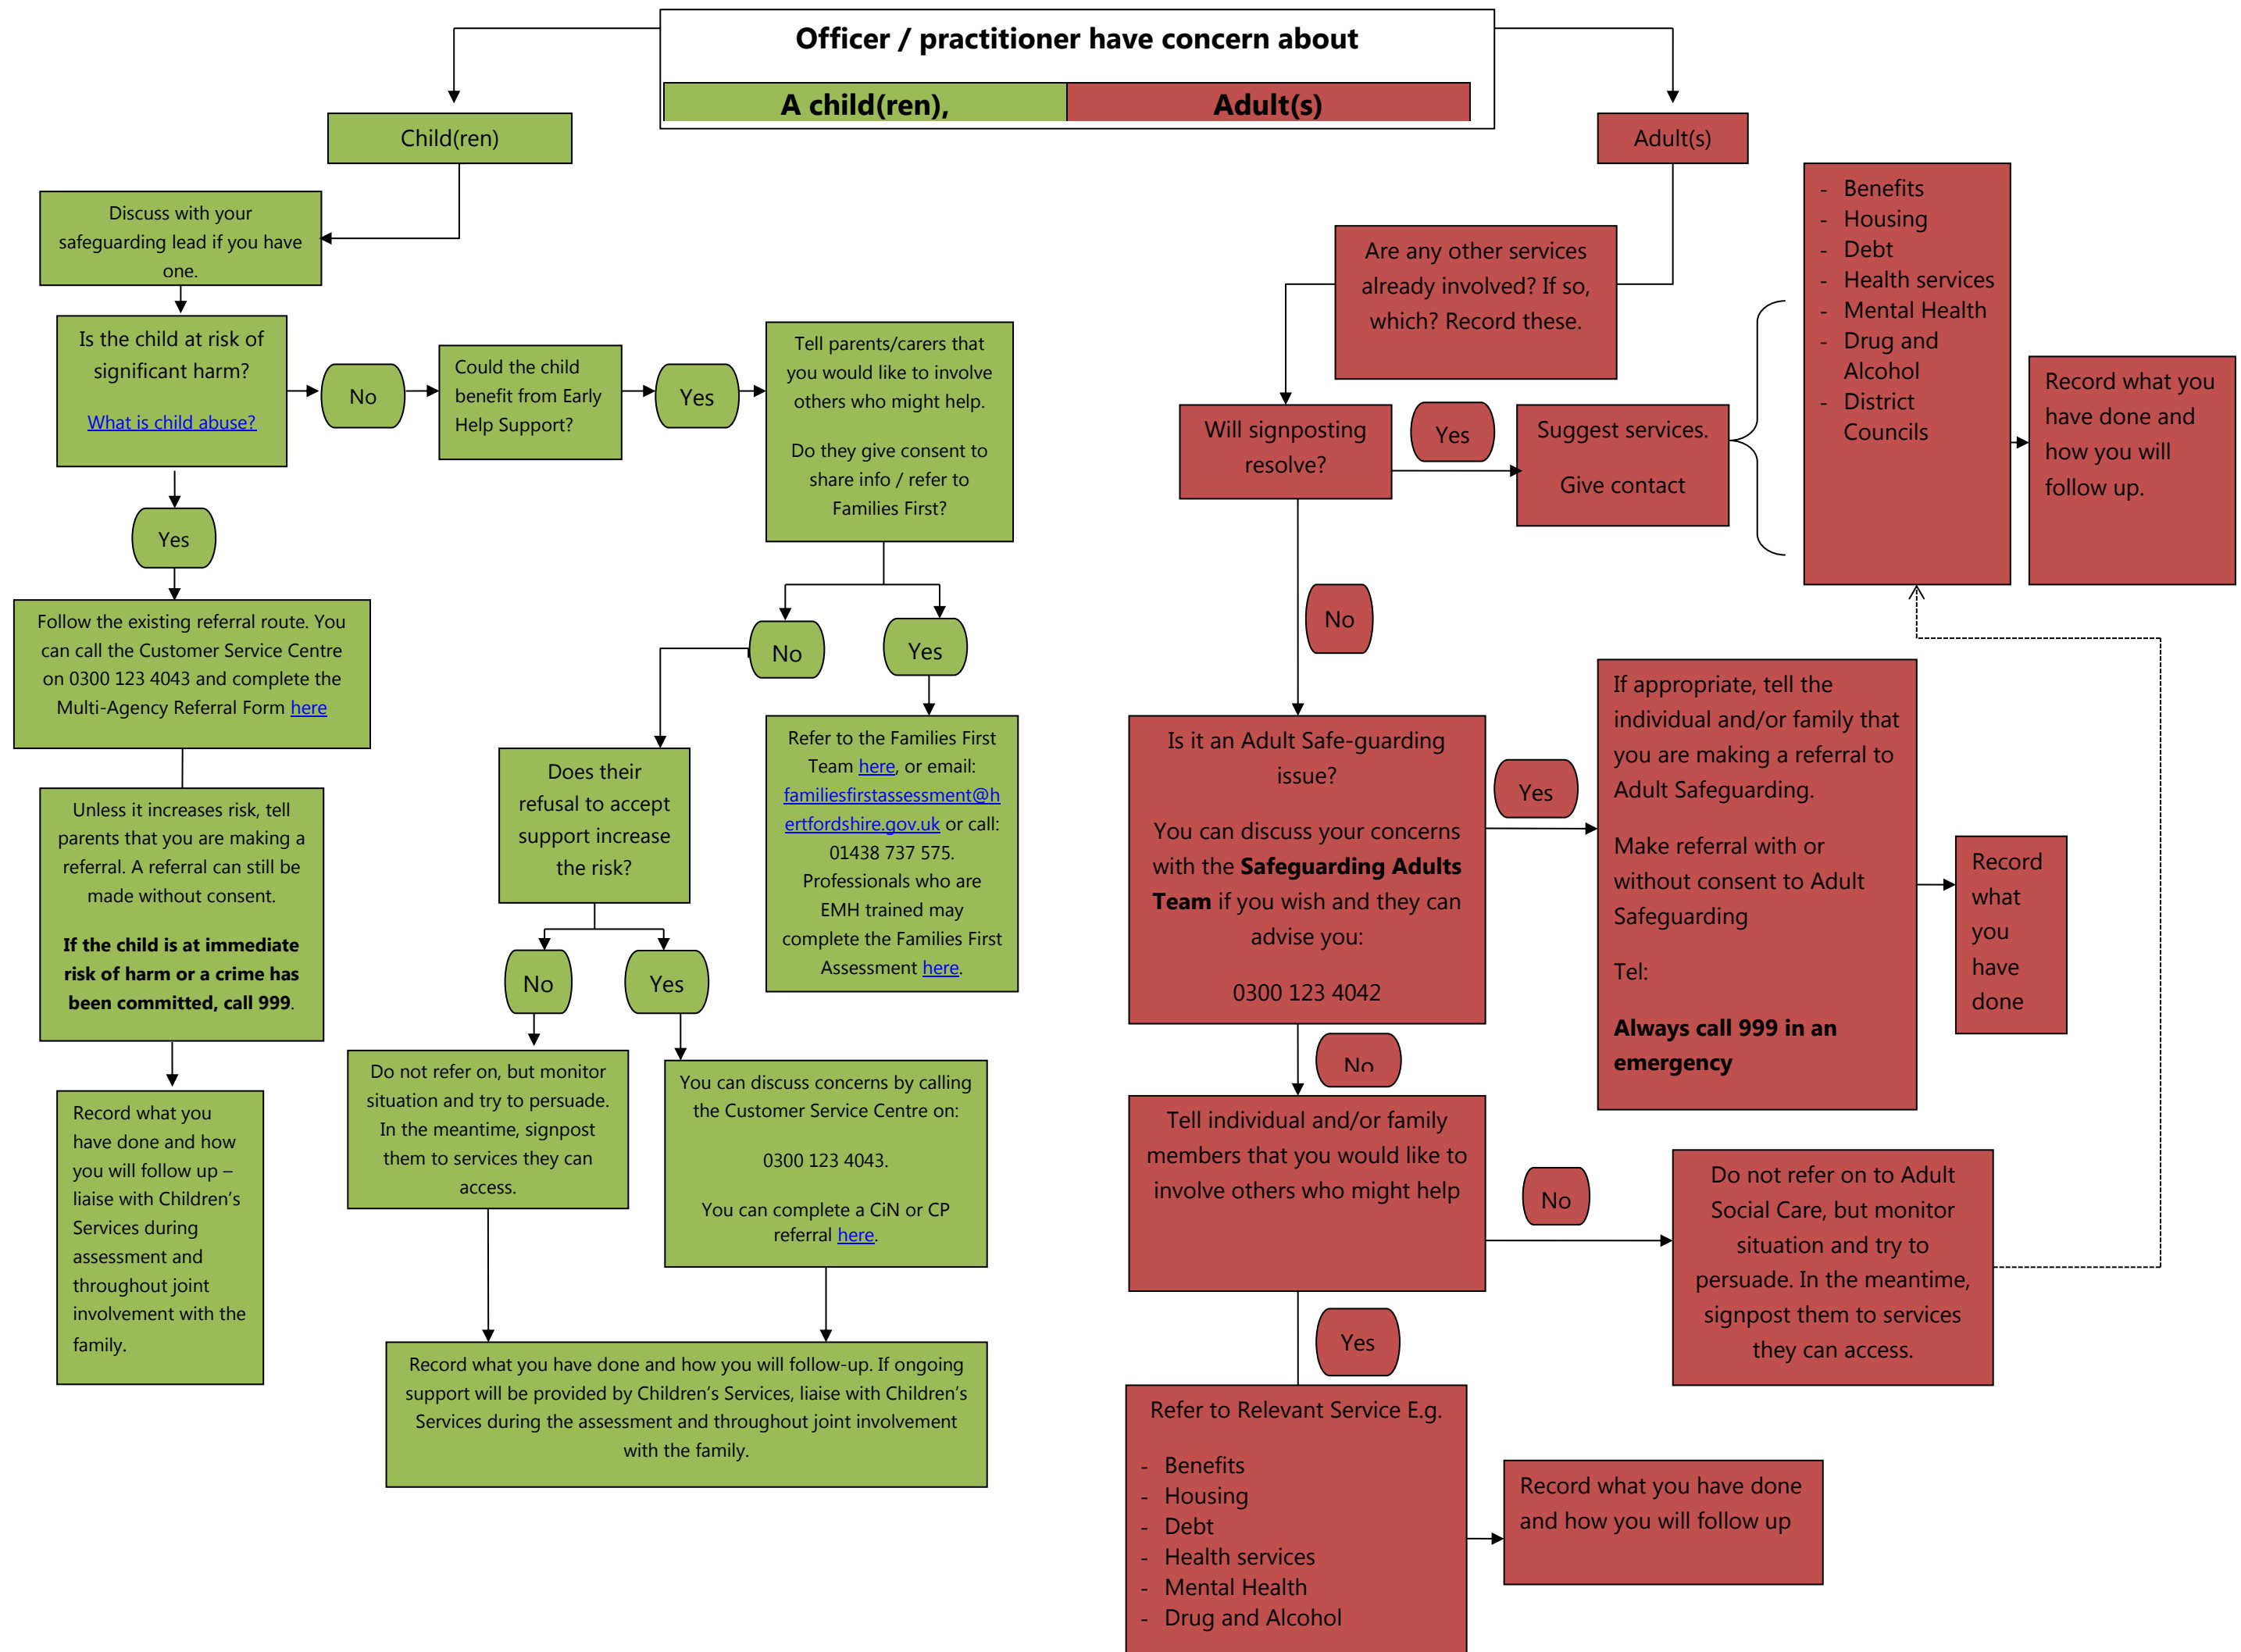 Officer / practitioner have concern about
A child(ren),
Adult(s)
Child(ren)
Discuss with your
safeguarding lead if you have
one.
Is the child at risk of
significant harm?
What is child abuse?
No
Could the child
benefit from Early
Help Support?
Yes
Tell parents/carers that
you would like to involve
others who might help.
Do they give consent to
share info / refer to
Families First?
Yes
Follow the existing referral route. You
can call the Customer Service Centre
on 0300 123 4043 and complete the
Multi-Agency Referral Form here
Unless it increases risk, tell
parents that you are making a
referral. A referral can still be
made without consent.
If the child is at immediate
risk of harm or a crime has
been committed, call 999.
Record what you
have done and how
you will follow up –
liaise with Children’s
Services during
assessment and
throughout joint
involvement with the
family.
No
Yes
Does their
refusal to accept
support increase
the risk?
Refer to the Families First
Team here, or email:
familiesfirstassessment@h
ertfordshire.gov.uk or call:
01438 737 575.
Professionals who are
EMH trained may
complete the Families First
Assessment here.
No
Yes
Do not refer on, but monitor
situation and try to persuade.
In the meantime, signpost
them to services they can
access.
You can discuss concerns by calling
the Customer Service Centre on:
0300 123 4043.
You can complete a CiN or CP
referral here.
Record what you have done and how you will follow-up. If ongoing
support will be provided by Children’s Services, liaise with Children’s
Services during the assessment and throughout joint involvement
with the family.
Adult(s)
Are any other services
already involved? If so,
which? Record these.
Will signposting
resolve?
Yes
Suggest services.
Give contact
- Benefits
- Housing
- Debt
- Health services
- Mental Health
- Drug and
Alcohol
- District
Councils
Record what you
have done and
how you will
follow up.
No
Is it an Adult Safe-guarding
issue?
You can discuss your concerns
with the Safeguarding Adults
Team if you wish and they can
advise you:
0300 123 4042
Yes
If appropriate, tell the
individual and/or family that
you are making a referral to
Adult Safeguarding.
Make referral with or
without consent to Adult
Safeguarding
Tel:
Always call 999 in an
emergency
Record
what
you
have
done
No
Tell individual and/or family
members that you would like to
involve others who might help
No
Do not refer on to Adult
Social Care, but monitor
situation and try to
persuade. In the meantime,
signpost them to services
they can access.
Yes
Refer to Relevant Service E.g.
- Benefits
- Housing
- Debt
- Health services
- Mental Health
- Drug and Alcohol
Record what you have done
and how you will follow up